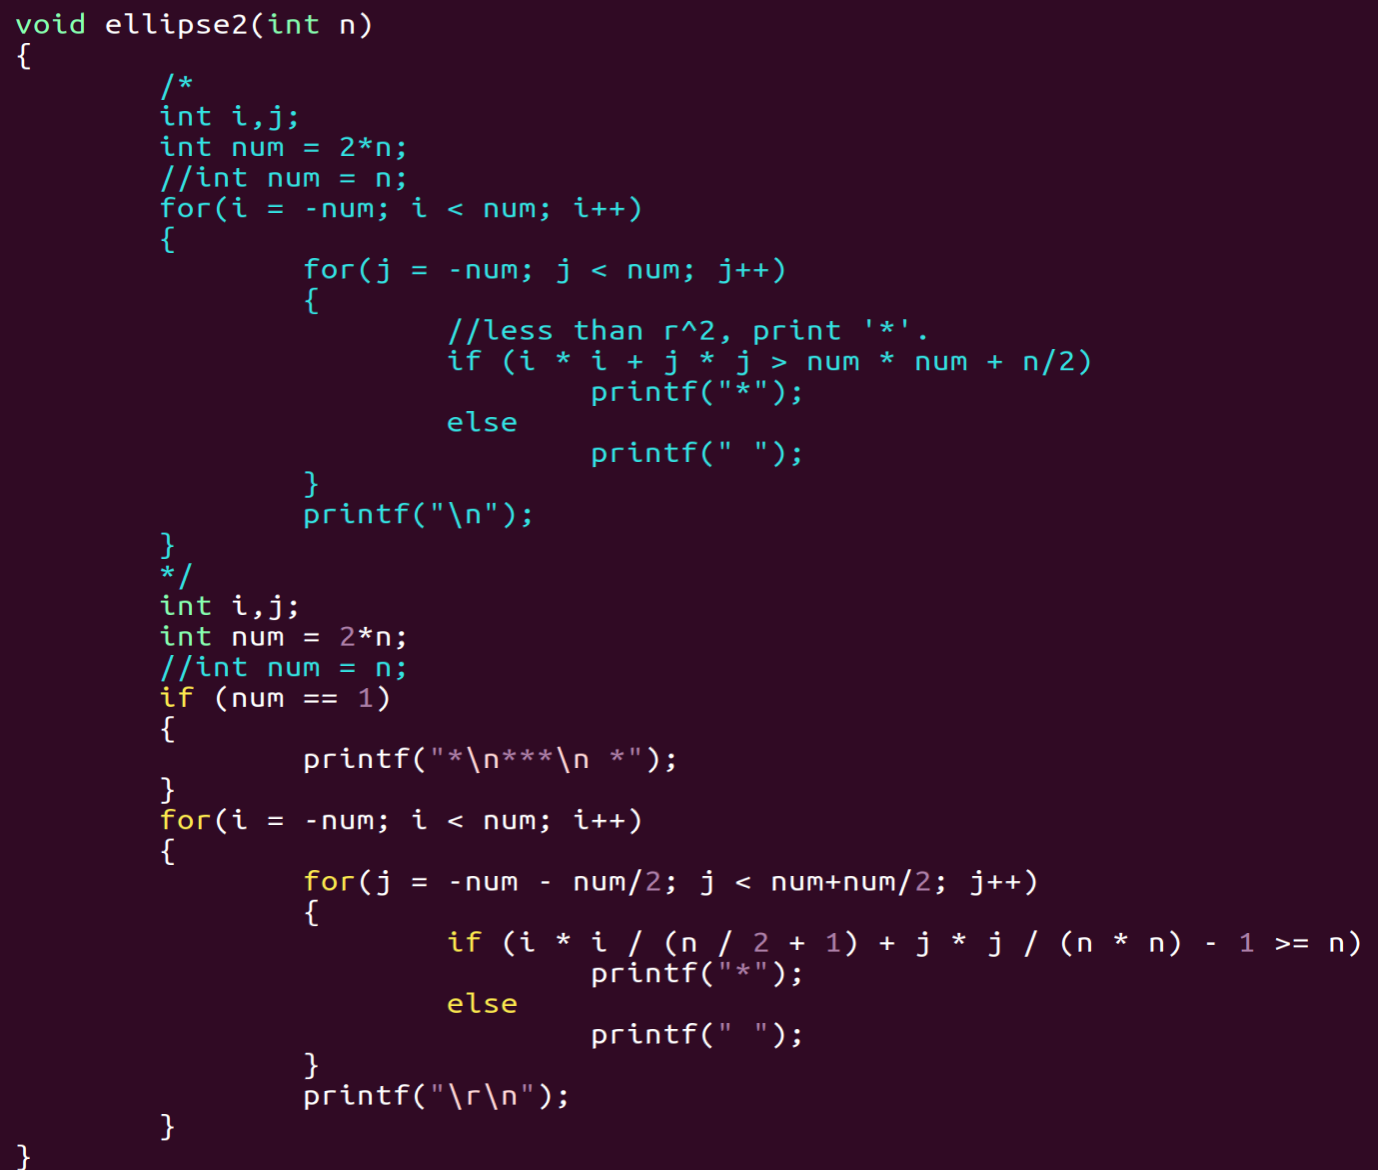 void ellipse2(int n)
{
        /*
        int i,j;
        int num = 2*n;
        //int num = n;
        for(i = -num; i < num; i++)
        {
                for(j = -num; j < num; j++)
                {
                        //less than r^2, print '*'.
                        if (i * i + j * j > num * num + n/2)
                                printf("*");
                        else
                                printf(" ");
                }
                printf("\n");
        }
        */
        int i,j;
        int num = 2*n;
        //int num = n;
        if (num == 1)
        {
                printf("*\n***\n *");
        }
        for(i = -num; i < num; i++)
        {
                for(j = -num - num/2; j < num+num/2; j++)
                {
                        if (i * i / (n / 2 + 1) + j * j / (n * n) - 1 >= n)
                                printf("*");
                        else
                                printf(" ");
                }
                printf("\r\n");
        }
}